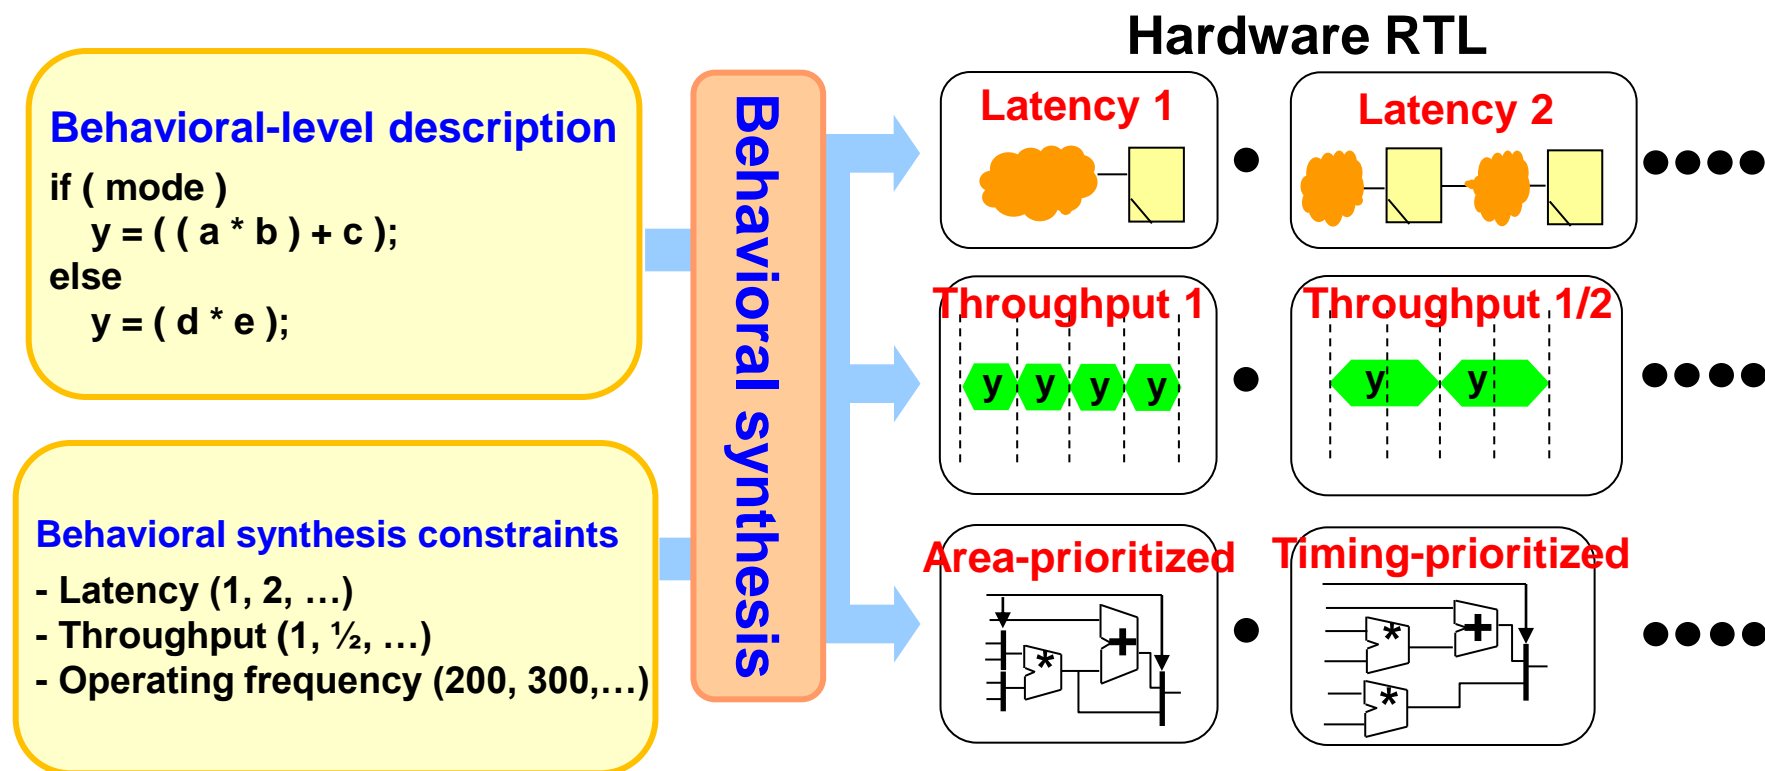 Hardware RTL
Behavioral-level description
if ( mode )
y = ( ( a * b ) + c );
else
y = ( d * e );
Behavioral synthesis constraints
- Latency (1, 2, …)
- Throughput (1, ½, …)
- Operating frequency (200, 300,…)
Behavioral synthesis
Latency 1
Latency 2
Throughput 1
y y y y
Throughput 1/2
y y
Area-prioritized
* +
Timing-prioritized
* +
*